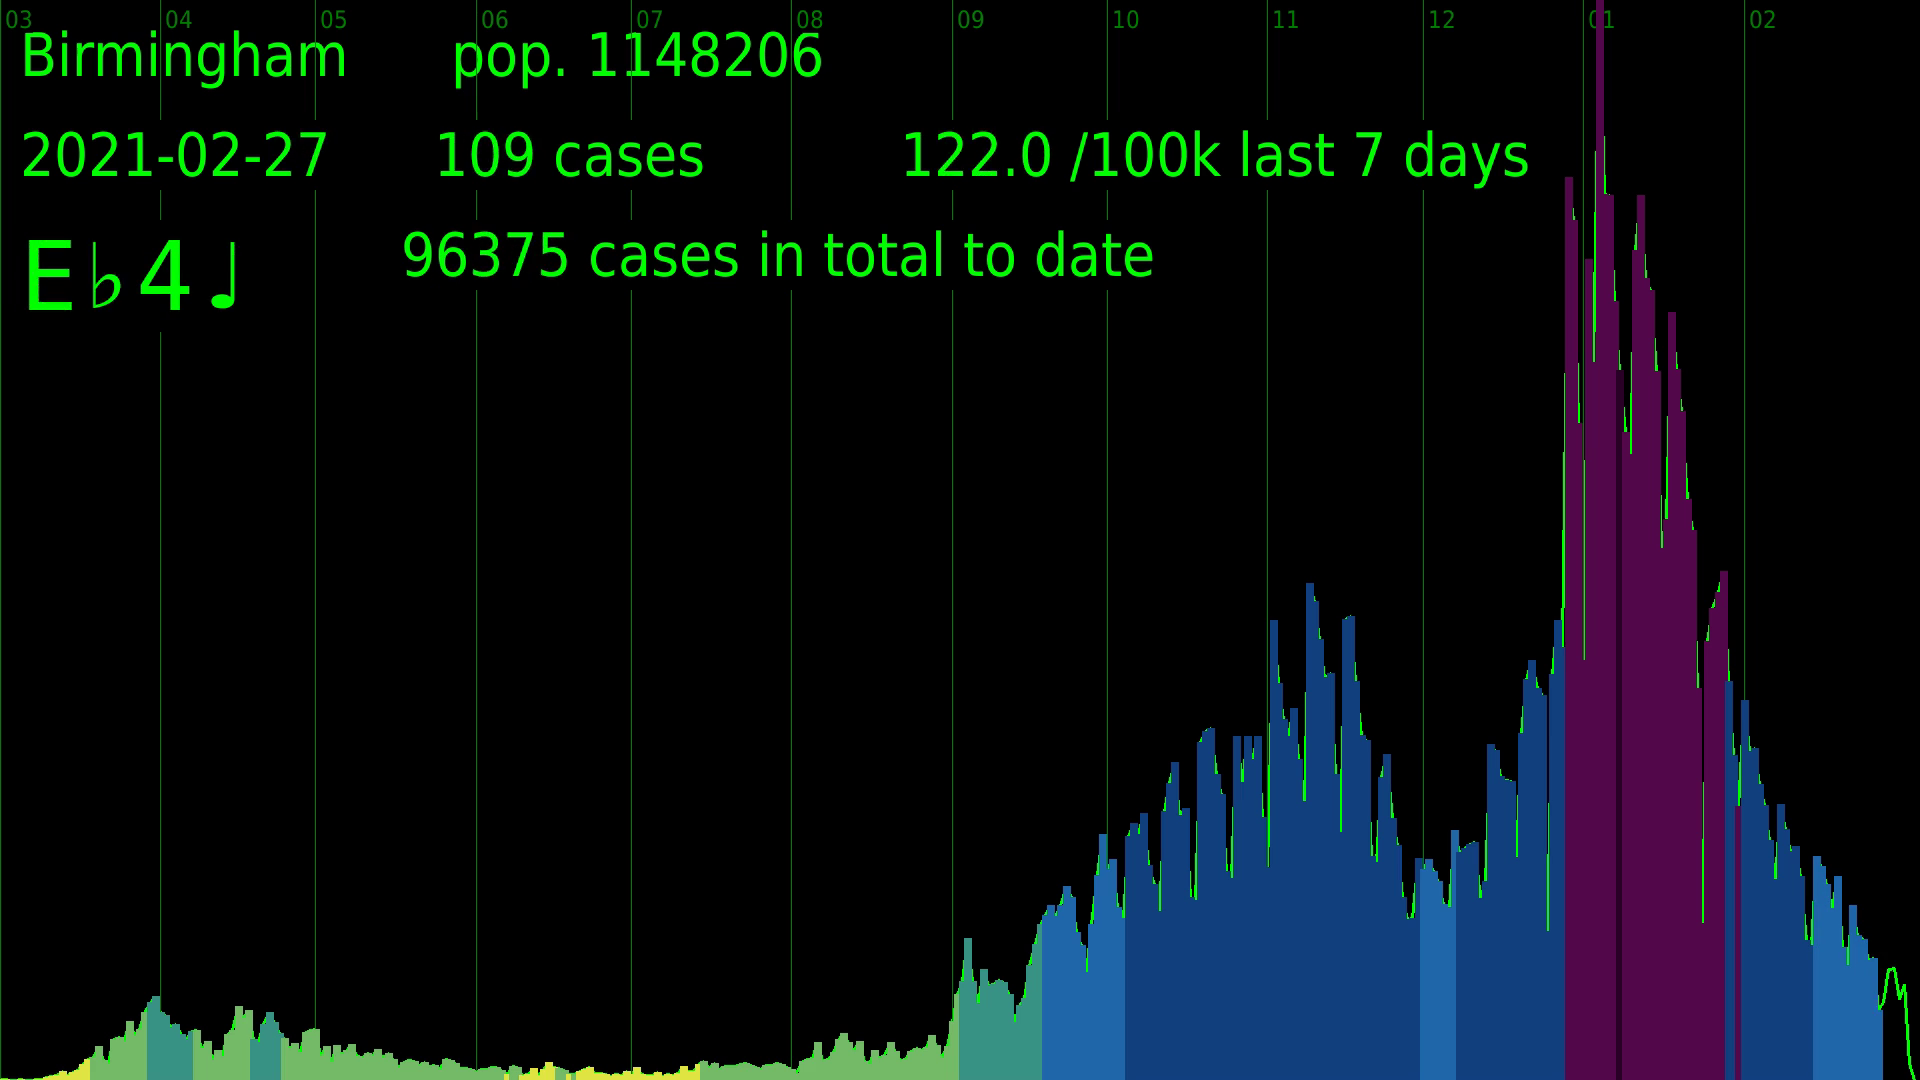 03 04 05 06 07 08 09 10 11 12 01 02
Birmingham pop. 1148206
2021-02-27 109 cases 122.0 /100k last 7 days
E♭4♩ 96375 cases in total to date